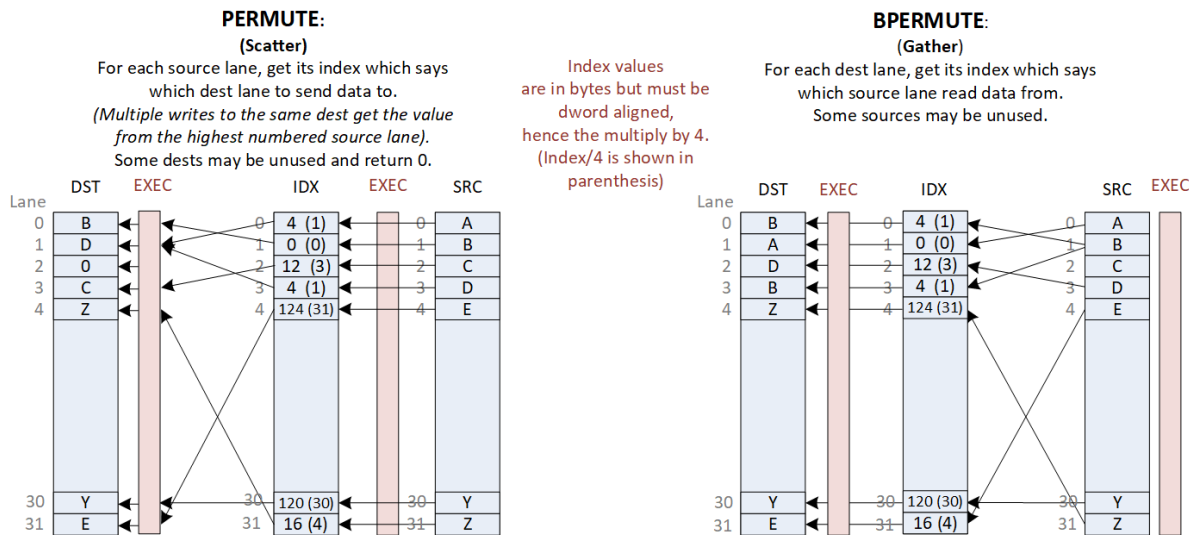 PERMUTE:
(Scatter)
For each source lane, get its index which says
which dest lane to send data to.
(Multiple writes to the same dest get the value
from the highest numbered source lane).
Some dests may be unused and return 0.
Index values
are in bytes but must be
dword aligned,
hence the multiply by 4.
(Index/4 is shown in
parenthesis)
BPERMUTE:
(Gather)
For each dest lane, get its index which says
which source lane read data from.
Some sources may be unused.
Lane DST EXEC IDX EXEC SRC
0 B 0 4 (1) 0 A
1 D 1 0 (0) 1 B
2 0 2 12 (3) 2 C
3 C 3 4 (1) 3 D
4 Z 4 124 (31) 4 E
30 Y 30 120 (30) 30 Y
31 E 31 16 (4) 31 Z
Lane DST EXEC IDX SRC EXEC
0 B 0 4 (1) 0 A
1 A 1 0 (0) 1 B
2 D 2 12 (3) 2 C
3 B 3 4 (1) 3 D
4 Z 4 124 (31) 4 E
30 Y 30 120 (30) 30 Y
31 E 31 16 (4) 31 Z